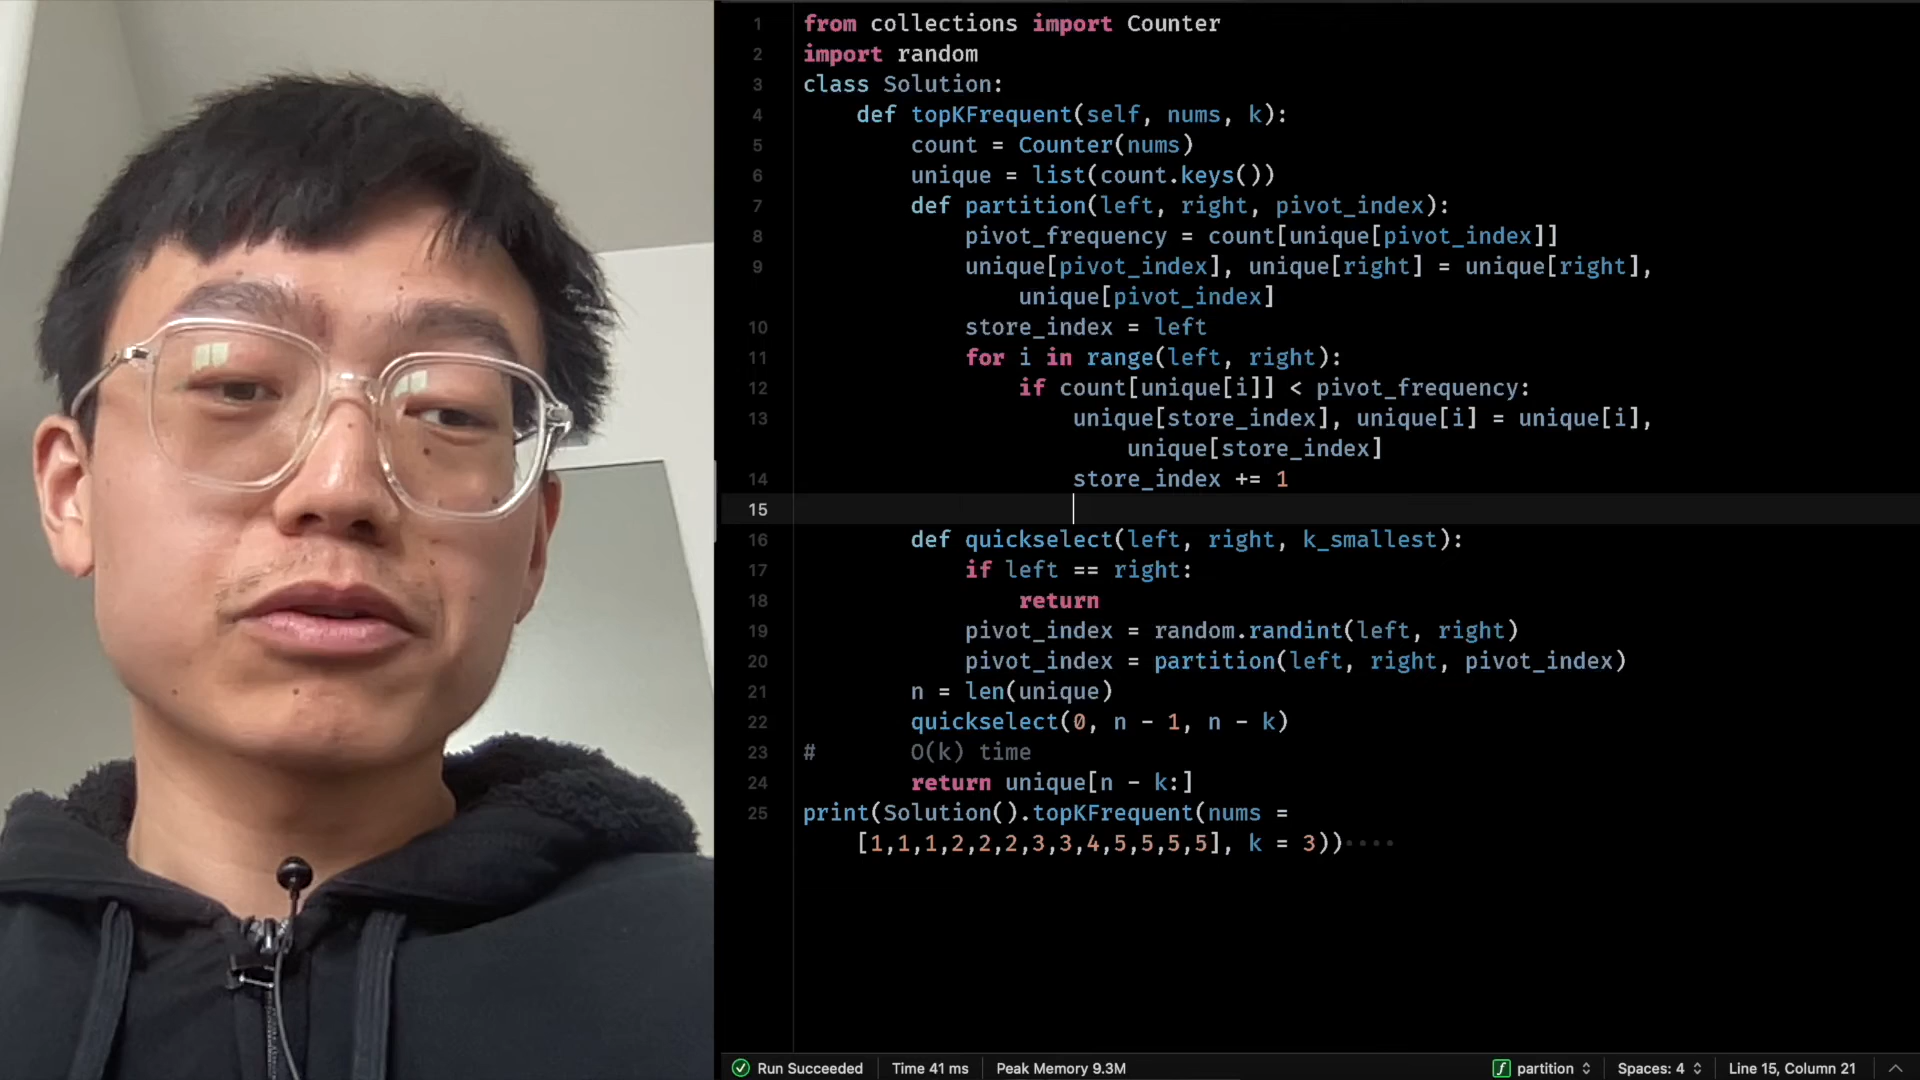 1 from collections import Counter
2 import random
3 class Solution:
4 def topKFrequent(self, nums, k):
5 count = Counter(nums)
6 unique = list(count.keys())
7 def partition(left, right, pivot_index):
8 pivot_frequency = count[unique[pivot_index]]
9 unique[pivot_index], unique[right] = unique[right],
unique[pivot_index]
10 store_index = left
11 for i in range(left, right):
12 if count[unique[i]] < pivot_frequency:
13 unique[store_index], unique[i] = unique[i],
unique[store_index]
14 store_index += 1
15
16 def quickselect(left, right, k_smallest):
17 if left == right:
18 return
19 pivot_index = random.randint(left, right)
20 pivot_index = partition(left, right, pivot_index)
21 n = len(unique)
22 quickselect(0, n - 1, n - k)
23 # O(k) time
24 return unique[n - k:]
25 print(Solution().topKFrequent(nums =
[1,1,1,2,2,2,3,3,4,5,5,5,5], k = 3))
Run Succeeded Time 41 ms Peak Memory 9.3M partition Spaces: 4 Line 15, Column 21